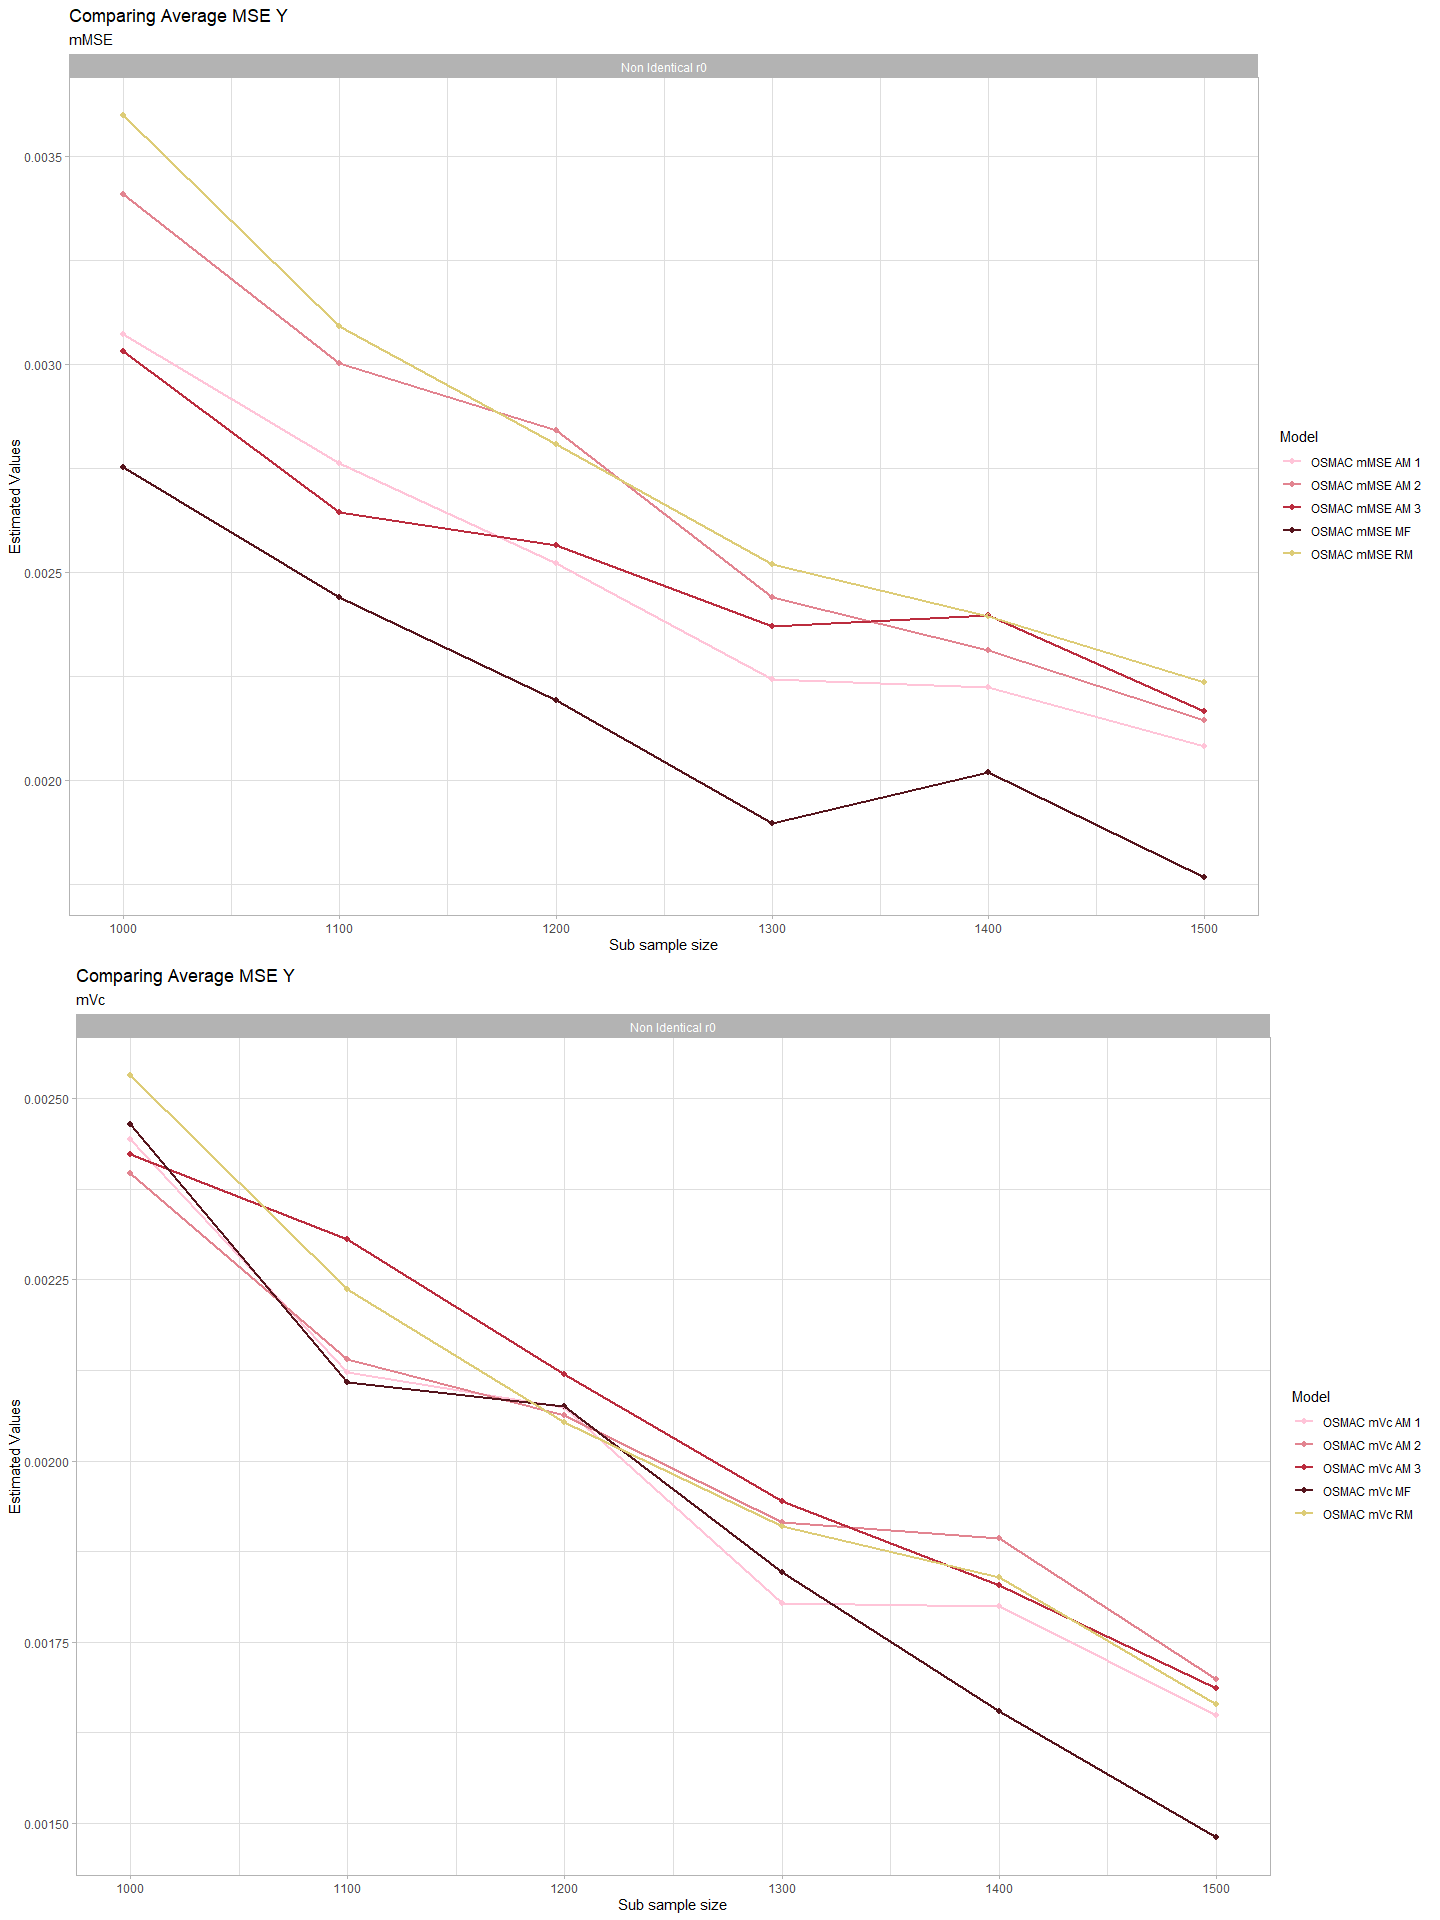 Comparing Average MSE Y
mMSE
Non Identical r0
Estimated Values
0.0035
0.0030
0.0025
0.0020
1000 1100 1200 1300 1400 1500
Sub sample size
Model
OSMAC mMSE AM 1
OSMAC mMSE AM 2
OSMAC mMSE AM 3
OSMAC mMSE MF
OSMAC mMSE RM
Comparing Average MSE Y
mVc
Non Identical r0
Estimated Values
0.00250
0.00225
0.00200
0.00175
0.00150
1000 1100 1200 1300 1400 1500
Sub sample size
Model
OSMAC mVc AM 1
OSMAC mVc AM 2
OSMAC mVc AM 3
OSMAC mVc MF
OSMAC mVc RM